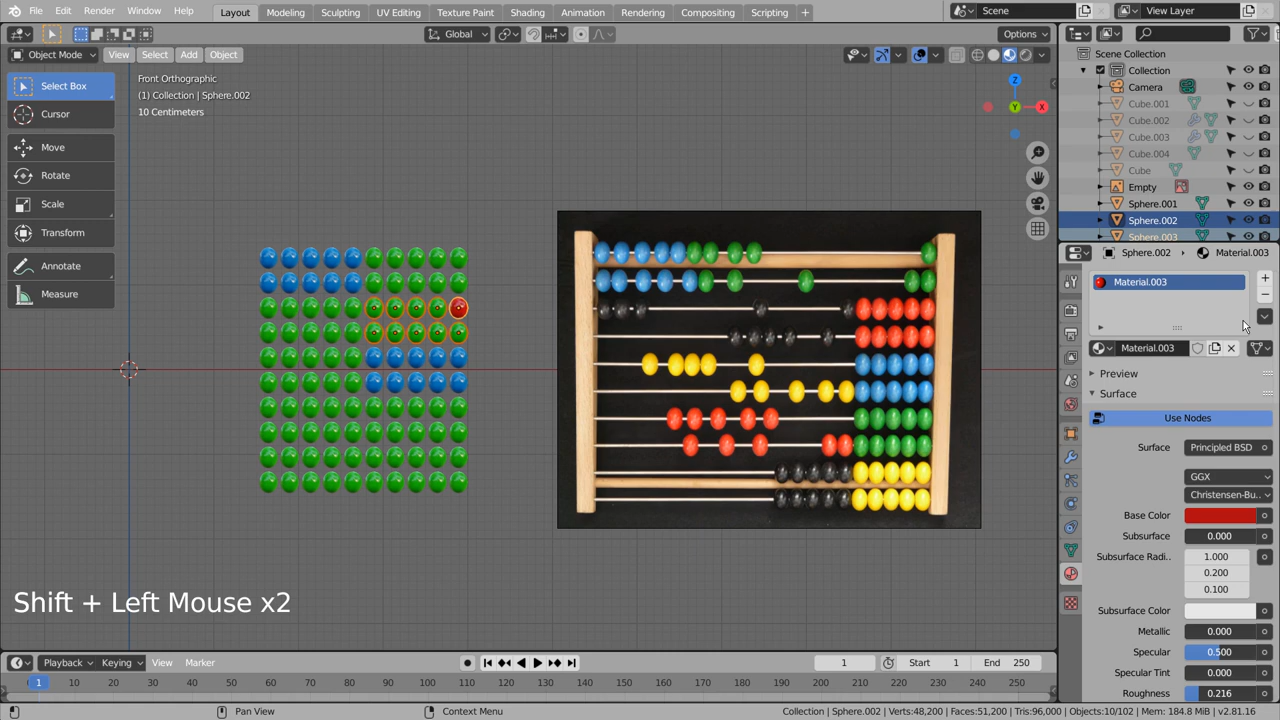 File Edit Render Window Help Layout Modeling Sculpting UV Editing Texture Paint Shading Animation Rendering Compositing Scripting + Scene View Layer
Global Options
Object Mode View Select Add Object
Select Box
Cursor
Move
Rotate
Scale
Transform
Annotate
Measure
Front Orthographic
(1) Collection | Sphere.002
10 Centimeters
Z
Y
X
Shift + Left Mouse x2
Scene Collection
Collection
Camera
Cube.001
Cube.002
Cube.003
Cube.004
Cube
Empty
Sphere.001
Sphere.002
Sphere.003
Sphere.002 Material.003
Material.003
Material.003
Preview
Surface
Use Nodes
Surface Principled BSD
GGX
Christensen-Bu..
Base Color
Subsurface 0.000
Subsurface Radi.. 1.000
0.200
0.100
Subsurface Color
Metallic 0.000
Specular 0.500
Specular Tint 0.000
Roughness 0.216
Playback Keying View Marker 1 Start 1 End 250
1 10 20 30 40 50 60 70 80 90 100 110 120 130 140 150 160 170 180 190 200 210 220 230 240 250
Pan View Context Menu Collection | Sphere.002 | Verts:48,200 | Faces:51,200 | Tris:96,000 | Objects:10/102 | Mem: 184.8 MiB | v2.81.16